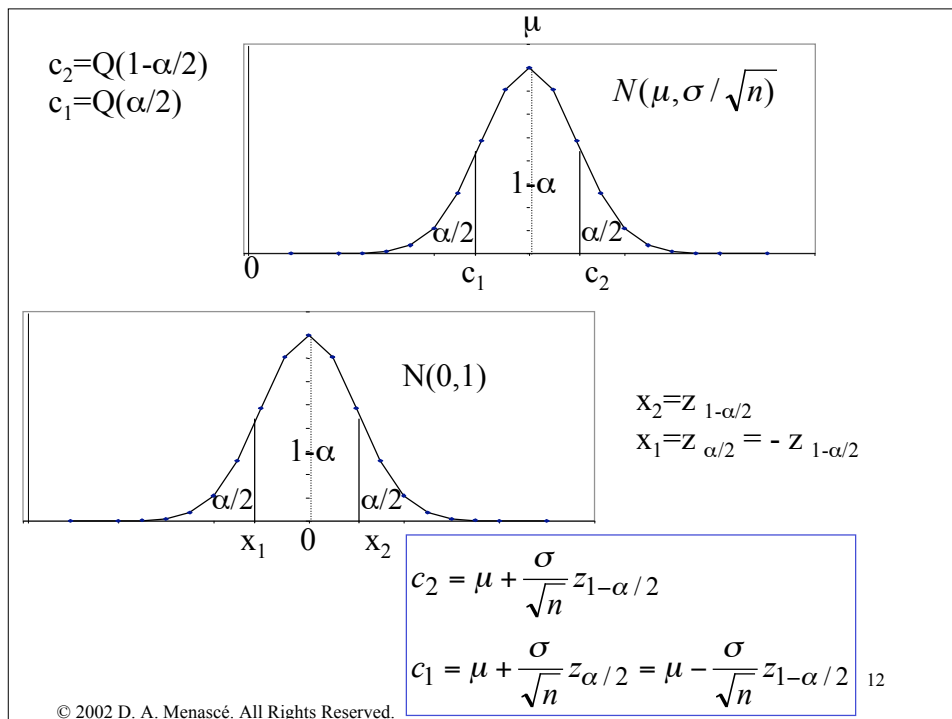 μ
c₂=Q(1-α/2)
c₁=Q(α/2)
N(μ, σ / √n)
1-α
α/2 α/2
0 c₁ c₂
N(0,1)
x₂=z ₁₋α/₂
x₁=z α/₂ = - z ₁₋α/₂
1-α
α/2 α/2
x₁ 0 x₂
c₂ = μ + σ/√n z₁₋α/₂
c₁ = μ + σ/√n zα/₂ = μ − σ/√n z₁₋α/₂
12
© 2002 D. A. Menascé. All Rights Reserved.